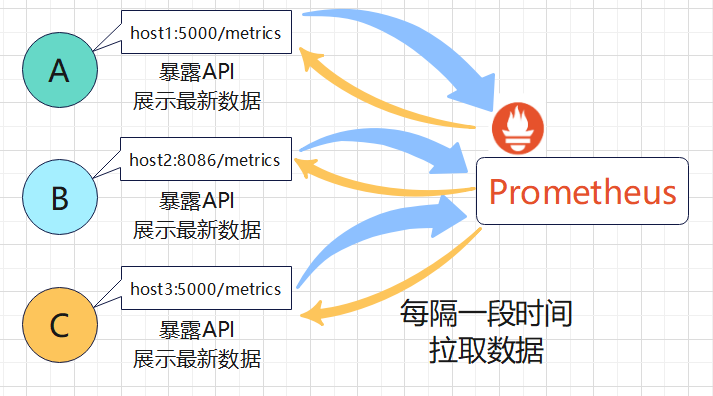 host1:5000/metrics
A
暴露API
展示最新数据
host2:8086/metrics
B
暴露API
展示最新数据
Prometheus
host3:5000/metrics
C
暴露API
展示最新数据
每隔一段时间
拉取数据